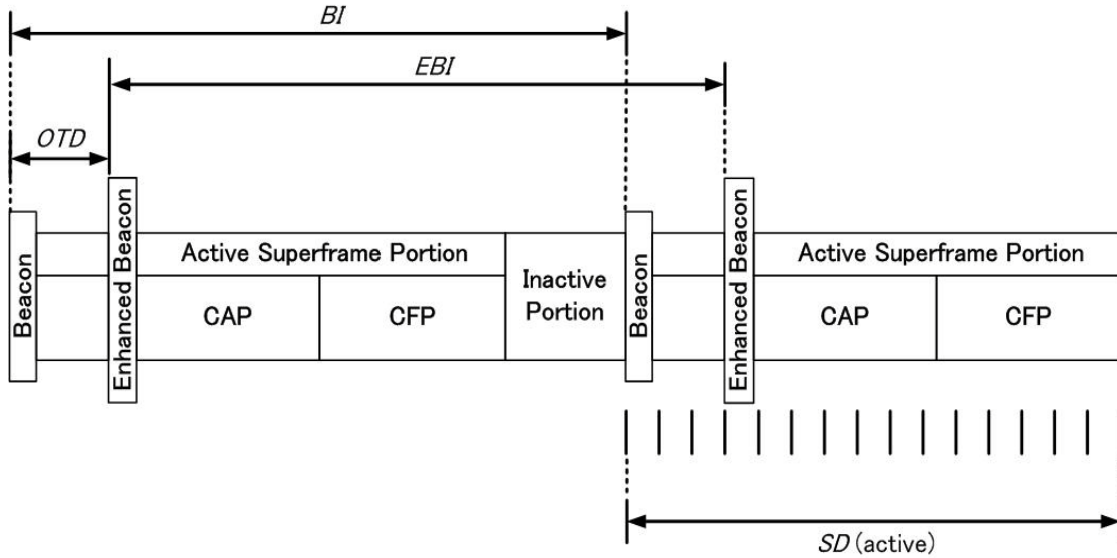 BI
EBI
OTD
Beacon
Enhanced Beacon
Active Superframe Portion
CAP
CFP
Inactive
Portion
Beacon
Enhanced Beacon
Active Superframe Portion
CAP
CFP
SD (active)